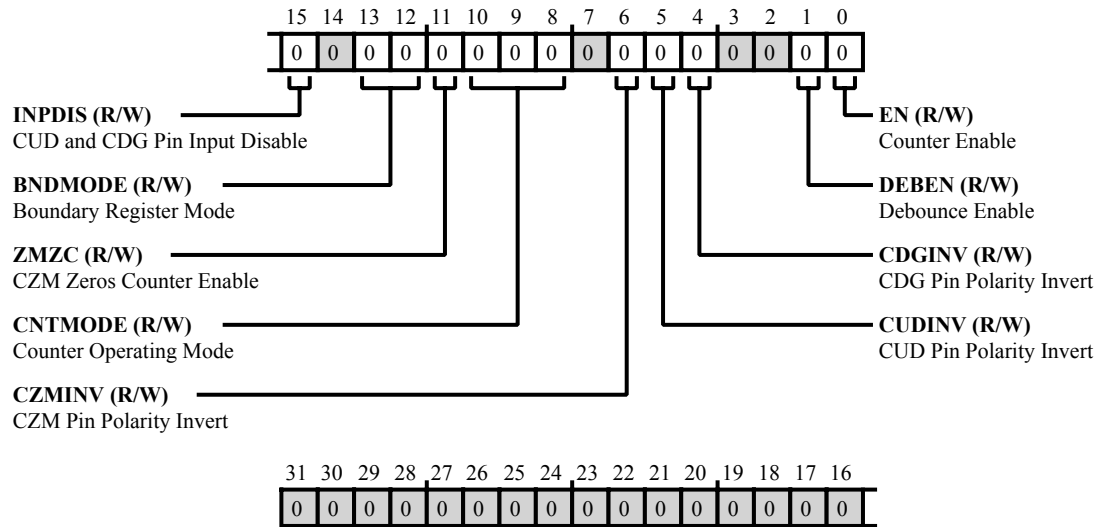 15 14 13 12 11 10 9 8 7 6 5 4 3 2 1 0
0 0 0 0 0 0 0 0 0 0 0 0 0 0 0 0
INPDIS (R/W)
CUD and CDG Pin Input Disable
BNDMODE (R/W)
Boundary Register Mode
ZMZC (R/W)
CZM Zeros Counter Enable
CNTMODE (R/W)
Counter Operating Mode
CZMINV (R/W)
CZM Pin Polarity Invert
EN (R/W)
Counter Enable
DEBEN (R/W)
Debounce Enable
CDGINV (R/W)
CDG Pin Polarity Invert
CUDINV (R/W)
CUD Pin Polarity Invert
31 30 29 28 27 26 25 24 23 22 21 20 19 18 17 16
0 0 0 0 0 0 0 0 0 0 0 0 0 0 0 0